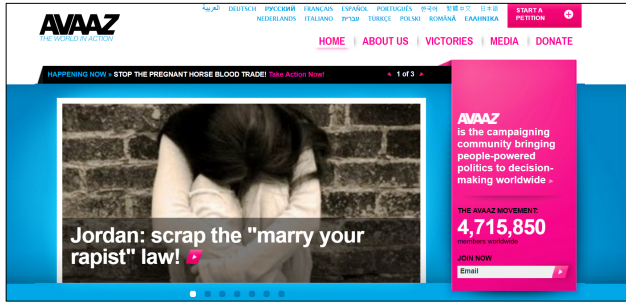 AVAAZ
THE WORLD IN ACTION
العربية DEUTSCH РУССКИЙ FRANÇAIS ESPAÑOL PORTUGUÊS 한국어 繁體中文 日本語
NEDERLANDS ITALIANO עברית TÜRKÇE POLSKI ROMÂNĂ ΕΛΛΗΝΙΚΑ
START A
PETITION
HOME ABOUT US VICTORIES MEDIA DONATE
HAPPENING NOW » STOP THE PREGNANT HORSE BLOOD TRADE! Take Action Now!
1 of 3
Jordan: scrap the "marry your
rapist" law!
AVAAZ
is the campaigning
community bringing
people-powered
politics to decision-
making worldwide
THE AVAAZ MOVEMENT:
4,715,850
members worldwide
JOIN NOW
Email